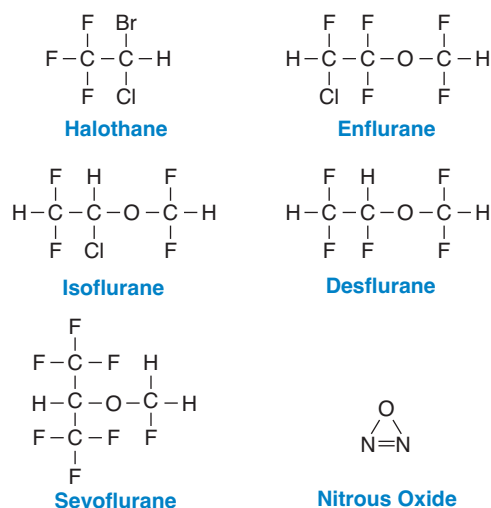 F Br
F–C–C–H
F Cl
Halothane
F F F
H–C–C–O–C–H
Cl F F
Enflurane
F H F
H–C–C–O–C–H
F Cl F
Isoflurane
F H F
H–C–C–O–C–H
F F F
Desflurane
F
F–C–F H
H–C–O–C–H
F–C–F F
F
Sevoflurane
O
N=N
Nitrous Oxide